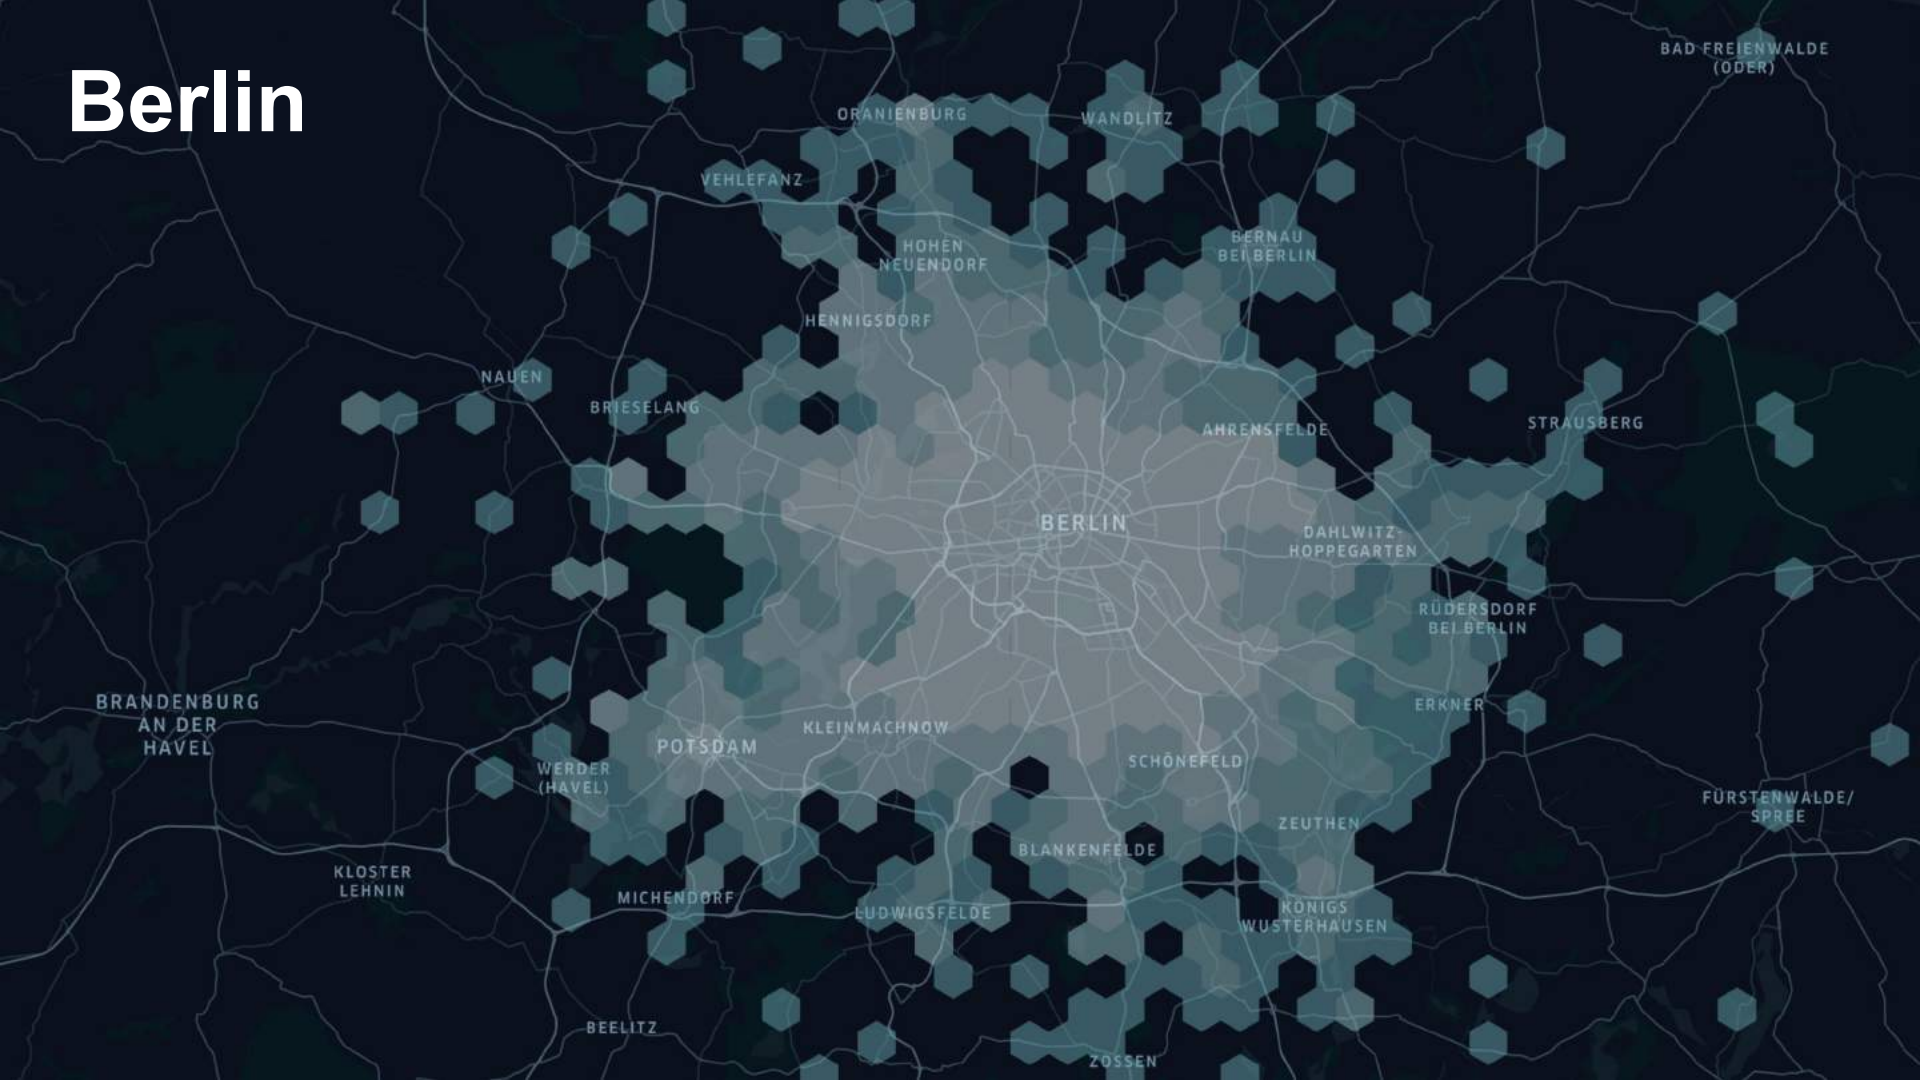 Berlin
BAD FREIENWALDE
(ODER)
ORANIENBURG
WANDLITZ
VEHLEFANZ
BERNAU
BEI BERLIN
HOHEN
NEUENDORF
HENNIGSDORF
NAUEN
BRIESELANG
STRAUSBERG
AHRENSFELDE
BERLIN
DAHLWITZ-
HOPPEGARTEN
RÜDERSDORF
BEI BERLIN
BRANDENBURG
AN DER
HAVEL
ERKNER
KLEINMACHNOW
POTSDAM
SCHÖNEFELD
WERDER
(HAVEL)
FÜRSTENWALDE/
SPREE
ZEUTHEN
BLANKENFELDE
KLOSTER
LEHNIN
MICHENDORF
LUDWIGSFELDE
KÖNIGS
WUSTERHAUSEN
BEELITZ
ZOSSEN